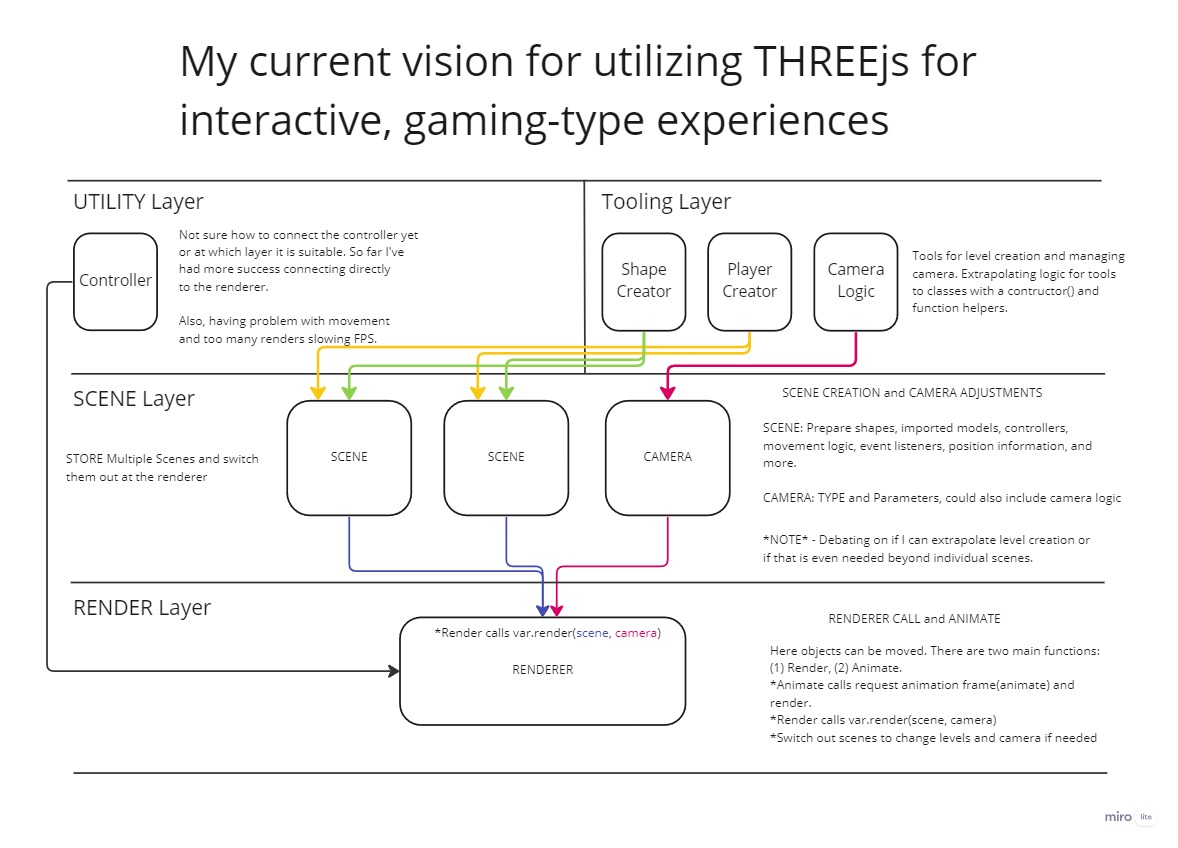 My current vision for utilizing THREEjs for
interactive, gaming-type experiences
UTILITY Layer
Controller
Not sure how to connect the controller yet
or at which layer it is suitable. So far I've
had more success connecting directly
to the renderer.
Also, having problem with movement
and too many renders slowing FPS.
Tooling Layer
Shape
Creator
Player
Creator
Camera
Logic
Tools for level creation and managing
camera. Extrapolating logic for tools
to classes with a contructor() and
function helpers.
SCENE Layer
STORE Multiple Scenes and switch
them out at the renderer
SCENE
SCENE
CAMERA
SCENE CREATION and CAMERA ADJUSTMENTS
SCENE: Prepare shapes, imported models, controllers,
movement logic, event listeners, position information, and
more.
CAMERA: TYPE and Parameters, could also include camera logic
*NOTE* - Debating on if I can extrapolate level creation or
if that is even needed beyond individual scenes.
RENDER Layer
*Render calls var.render(scene, camera)
RENDERER
RENDERER CALL and ANIMATE
Here objects can be moved. There are two main functions:
(1) Render, (2) Animate.
*Animate calls request animation frame(animate) and
render.
*Render calls var.render(scene, camera)
*Switch out scenes to change levels and camera if needed
miro lite